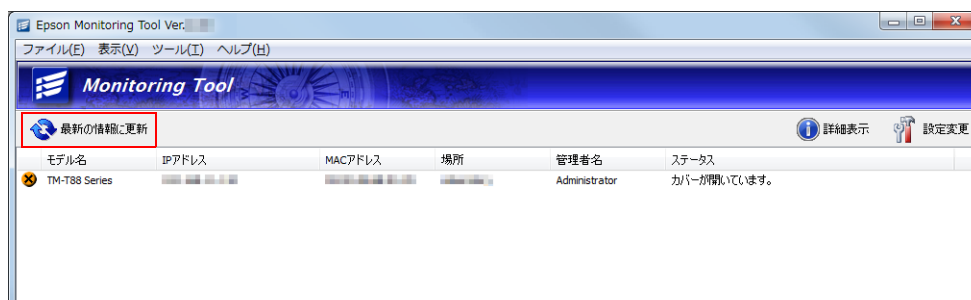 Epson Monitoring Tool Ver.
ファイル(F) 表示(V) ツール(T) ヘルプ(H)
Monitoring Tool
最新の情報に更新 詳細表示 設定変更
モデル名 IPアドレス MACアドレス 場所 管理者名 ステータス
TM-T88 Series Administrator カバーが開いています。